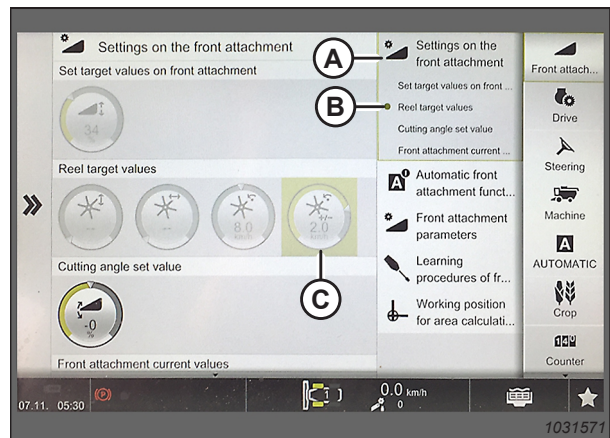 Settings on the front attachment
Set target values on front attachment
34
%
Reel target values
--
--
8.0
km/h
+/-
2.0
km/h
Cutting angle set value
-0
%
Front attachment current values
A
Settings on the
front attachment
Set target values on front ...
B
Reel target values
Cutting angle set value
Front attachment current ...
A
Automatic front
attachment funct...
Front attachment
parameters
Learning
procedures of fr...
Working position
for area calculati...
C
Front attach...
Drive
Steering
Machine
A
AUTOMATIC
Crop
Counter
07.11. 05:30
(P)
1
0.0 km/h
0
1031571